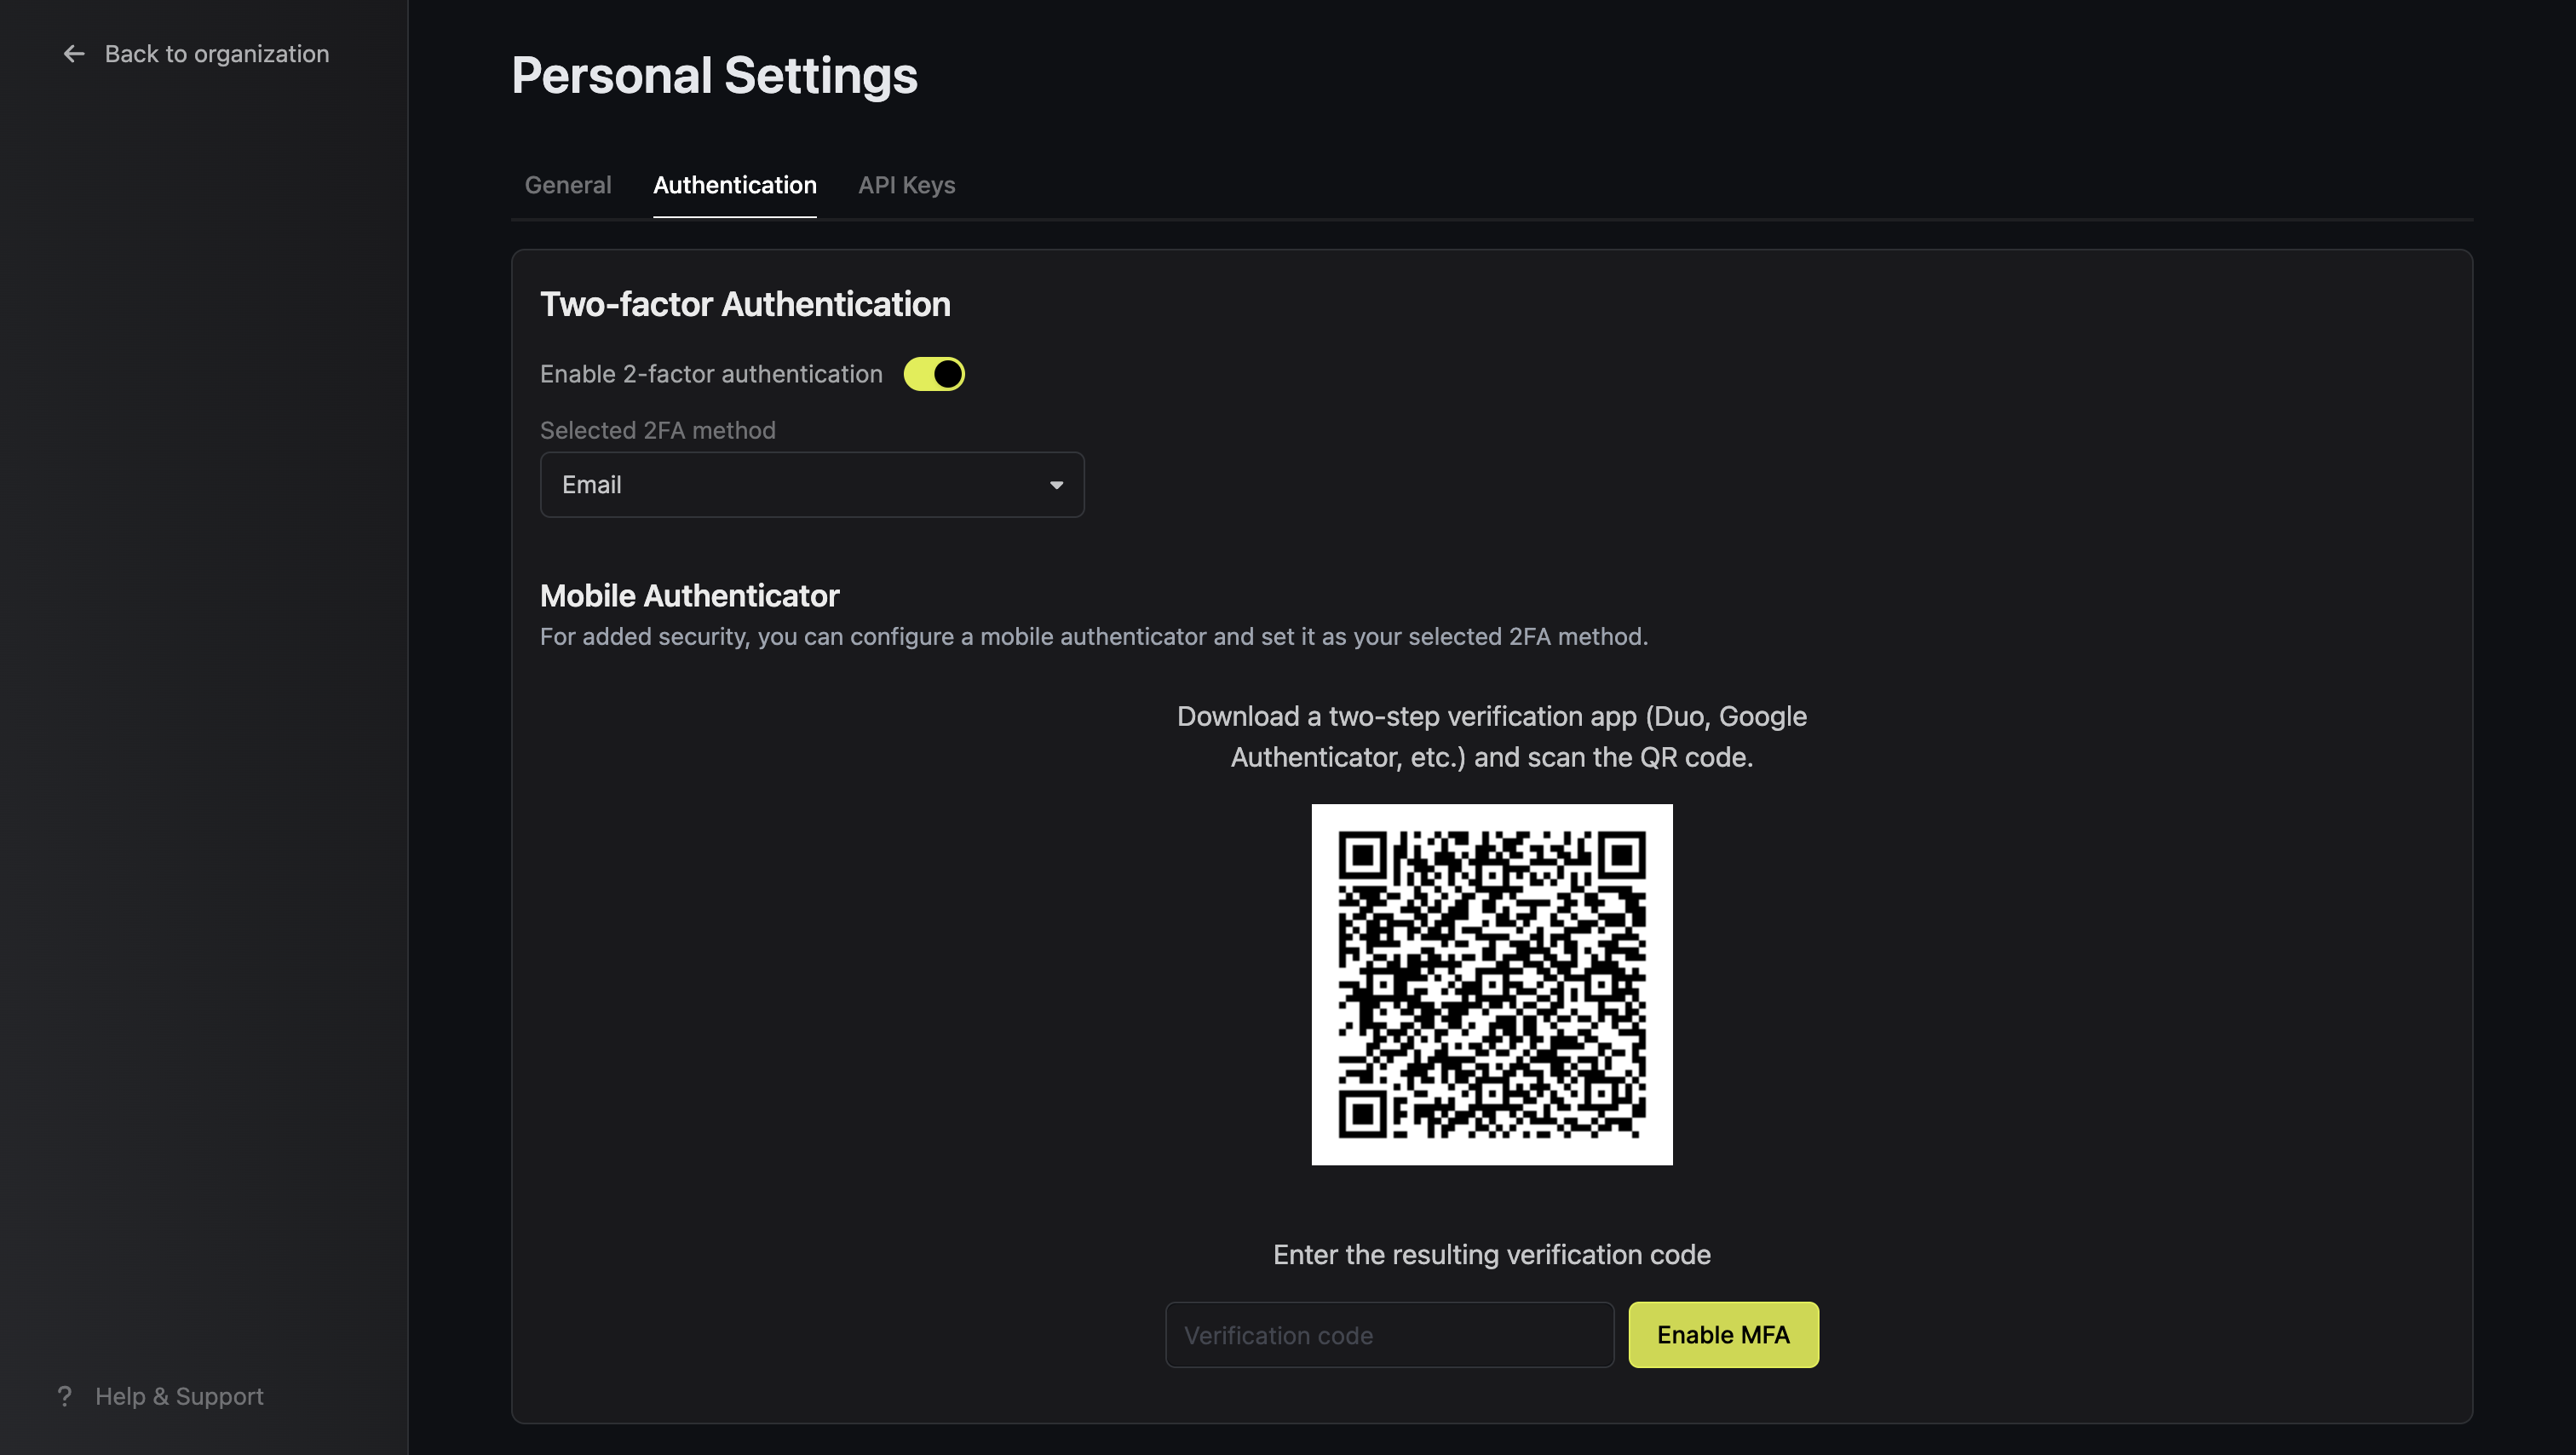 Back to organization
Personal Settings
General
Authentication
API Keys
Two-factor Authentication
Enable 2-factor authentication
Selected 2FA method
Email
Mobile Authenticator
For added security, you can configure a mobile authenticator and set it as your selected 2FA method.
Download a two-step verification app (Duo, Google
Authenticator, etc.) and scan the QR code.
Enter the resulting verification code
Verification code
Enable MFA
? Help & Support